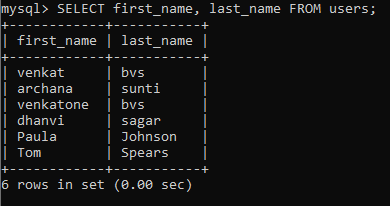 mysql> SELECT first_name, last_name FROM users;
+------------+-----------+
| first_name | last_name |
+------------+-----------+
| venkat     | bvs       |
| archana    | sunti     |
| venkatone  | bvs       |
| dhanvi     | sagar     |
| Paula      | Johnson   |
| Tom        | Spears    |
+------------+-----------+
6 rows in set (0.00 sec)